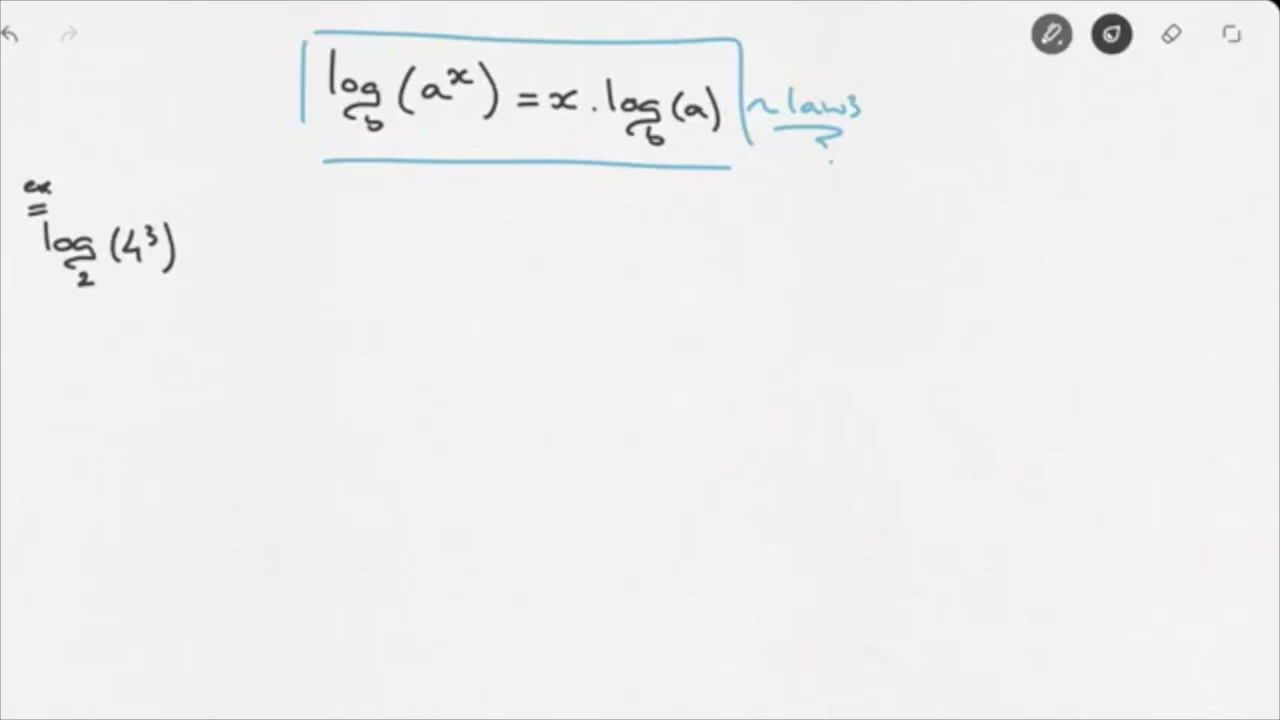 log_b(a^x) = x . log_b(a) ~ laws
ex
=
log_2(4^3)